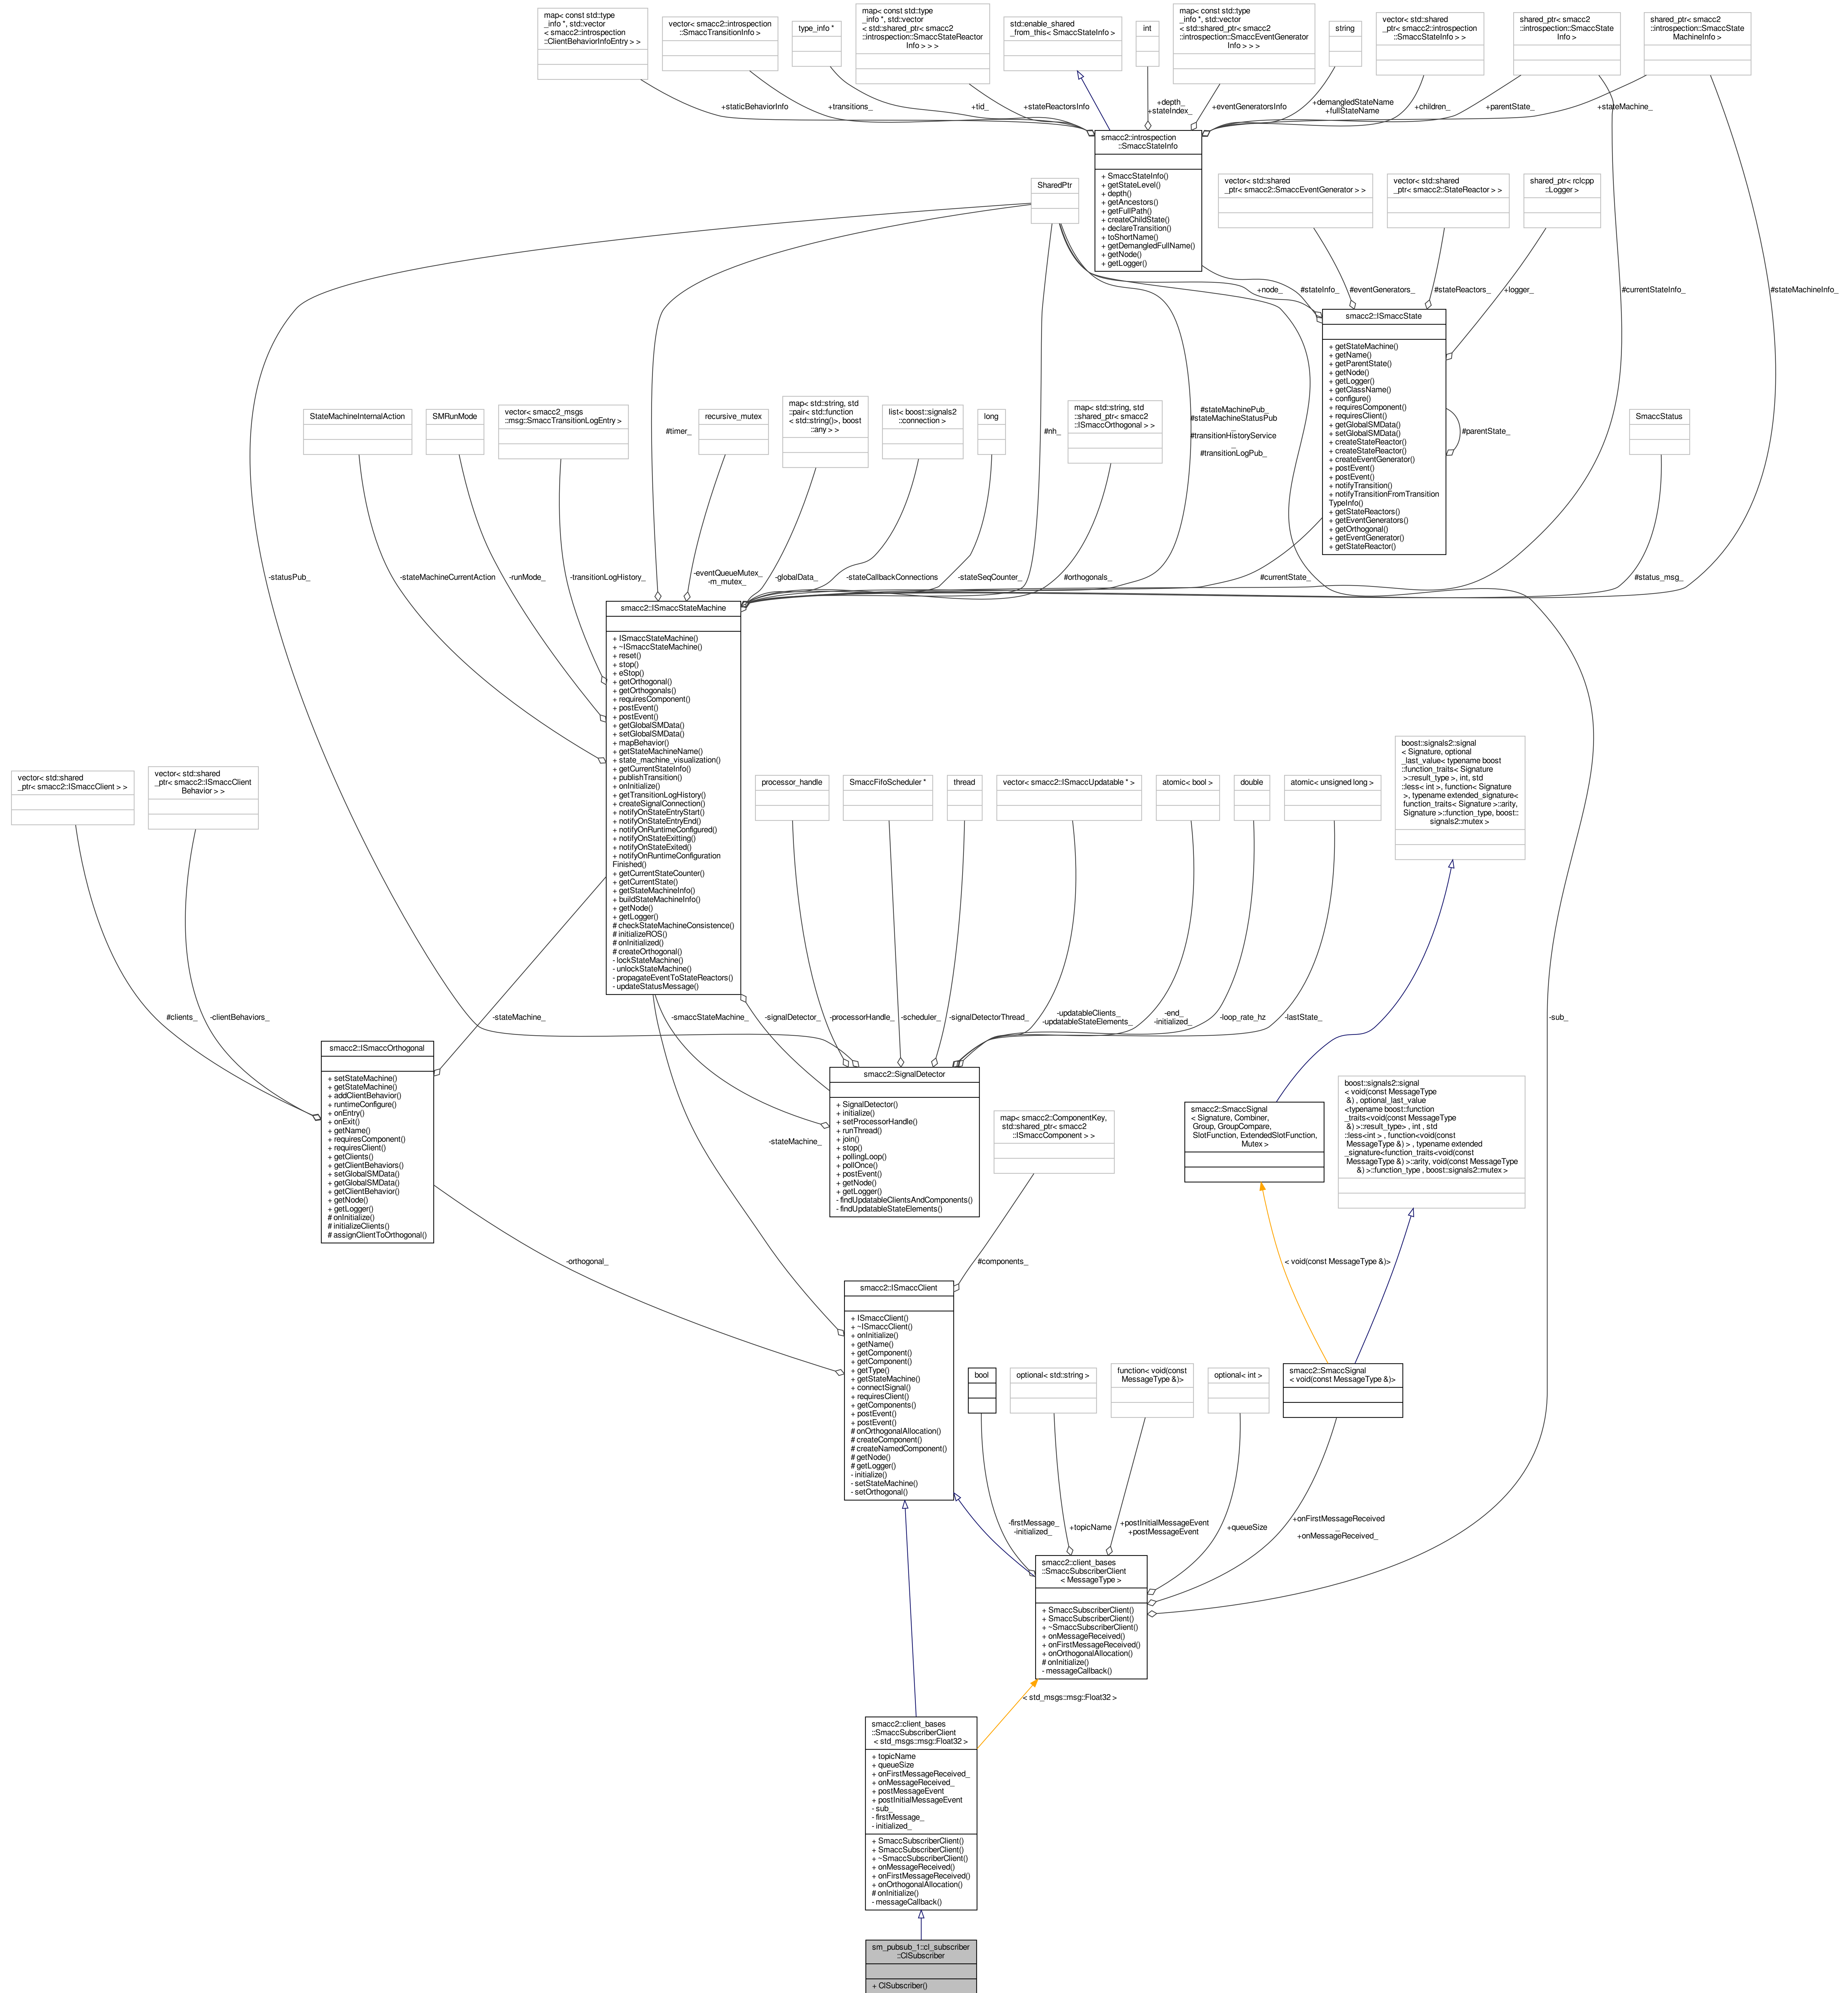 map< const std::type
_info *, std::vector
< smacc2::introspection
::ClientBehaviorInfoEntry > >
vector< smacc2::introspection
::SmaccTransitionInfo >
type_info *
map< const std::type
_info *, std::vector
< std::shared_ptr< smacc2
::introspection::SmaccStateReactor
Info > > >
std::enable_shared
_from_this< SmaccStateInfo >
int
map< const std::type
_info *, std::vector
< std::shared_ptr< smacc2
::introspection::SmaccEventGenerator
Info > > >
string
vector< std::shared
_ptr< smacc2::introspection
::SmaccStateInfo > >
shared_ptr< smacc2
::introspection::SmaccState
Info >
shared_ptr< smacc2
::introspection::SmaccState
MachineInfo >
+staticBehaviorInfo
+transitions_
+tid_
+stateReactorsInfo
+depth_
+stateIndex_
+eventGeneratorsInfo
+demangledStateName
+fullStateName
+children_
+parentState_
+stateMachine_
smacc2::introspection
::SmaccStateInfo
+ SmaccStateInfo()
+ getStateLevel()
+ depth()
+ getAncestors()
+ getFullPath()
+ createChildState()
+ declareTransition()
+ toShortName()
+ getDemangledFullName()
+ getNode()
+ getLogger()
SharedPtr
vector< std::shared
_ptr< smacc2::SmaccEventGenerator > >
vector< std::shared
_ptr< smacc2::StateReactor > >
shared_ptr< rclcpp
::Logger >
+node_
#stateInfo_
#eventGenerators_
#stateReactors_
+logger_
#currentStateInfo_
#stateMachineInfo_
smacc2::ISmaccState
+ getStateMachine()
+ getName()
+ getParentState()
+ getNode()
+ getLogger()
+ getClassName()
+ configure()
+ requiresComponent()
+ requiresClient()
+ getGlobalSMData()
+ setGlobalSMData()
+ createStateReactor()
+ createStateReactor()
+ createEventGenerator()
+ postEvent()
+ postEvent()
+ notifyTransition()
+ notifyTransitionFromTransition
TypeInfo()
+ getStateReactors()
+ getEventGenerators()
+ getOrthogonal()
+ getEventGenerator()
+ getStateReactor()
#parentState_
StateMachineInternalAction
SMRunMode
vector< smacc2_msgs
::msg::SmaccTransitionLogEntry >
#timer_
recursive_mutex
map< std::string, std
::pair< std::function
< std::string()>, boost
::any > >
list< boost::signals2
::connection >
long
#nh_
map< std::string, std
::shared_ptr< smacc2
::ISmaccOrthogonal > >
#stateMachinePub_
#stateMachineStatusPub
_
#transitionHistoryService
_
#transitionLogPub_
SmaccStatus
-statusPub_
-stateMachineCurrentAction
-runMode_
-transitionLogHistory_
-eventQueueMutex_
-m_mutex_
-globalData_
-stateCallbackConnections
-stateSeqCounter_
#orthogonals_
#currentState_
#status_msg_
smacc2::ISmaccStateMachine
+ ISmaccStateMachine()
+ ~ISmaccStateMachine()
+ reset()
+ stop()
+ eStop()
+ getOrthogonal()
+ getOrthogonals()
+ requiresComponent()
+ postEvent()
+ postEvent()
+ getGlobalSMData()
+ setGlobalSMData()
+ mapBehavior()
+ getStateMachineName()
+ state_machine_visualization()
+ getCurrentStateInfo()
+ publishTransition()
+ onInitialize()
+ getTransitionLogHistory()
+ createSignalConnection()
+ notifyOnStateEntryStart()
+ notifyOnStateEntryEnd()
+ notifyOnRuntimeConfigured()
+ notifyOnStateExitting()
+ notifyOnStateExited()
+ notifyOnRuntimeConfiguration
Finished()
+ getCurrentStateCounter()
+ getCurrentState()
+ getStateMachineInfo()
+ buildStateMachineInfo()
+ getNode()
+ getLogger()
# checkStateMachineConsistence()
# initializeROS()
# onInitialized()
# createOrthogonal()
- lockStateMachine()
- unlockStateMachine()
- propagateEventToStateReactors()
- updateStatusMessage()
vector< std::shared
_ptr< smacc2::ISmaccClient > >
vector< std::shared
_ptr< smacc2::ISmaccClient
Behavior > >
processor_handle
SmaccFifoScheduler *
thread
vector< smacc2::ISmaccUpdatable * >
atomic< bool >
double
atomic< unsigned long >
boost::signals2::signal
< Signature, optional
_last_value< typename boost
::function_traits< Signature
>::result_type >, int, std
::less< int >, function< Signature
>, typename extended_signature<
function_traits< Signature >::arity,
Signature >::function_type, boost::
signals2::mutex >
#clients_
-clientBehaviors_
-stateMachine_
-smaccStateMachine_
-signalDetector_
-processorHandle_
-scheduler_
-signalDetectorThread_
-updatableClients_
-updatableStateElements_
-end_
-initialized_
-loop_rate_hz
-lastState_
-sub_
smacc2::ISmaccOrthogonal
+ setStateMachine()
+ getStateMachine()
+ addClientBehavior()
+ runtimeConfigure()
+ onEntry()
+ onExit()
+ getName()
+ requiresComponent()
+ requiresClient()
+ getClients()
+ getClientBehaviors()
+ setGlobalSMData()
+ getGlobalSMData()
+ getClientBehavior()
+ getNode()
+ getLogger()
# onInitialize()
# initializeClients()
# assignClientToOrthogonal()
smacc2::SignalDetector
+ SignalDetector()
+ initialize()
+ setProcessorHandle()
+ runThread()
+ join()
+ stop()
+ pollingLoop()
+ pollOnce()
+ postEvent()
+ getNode()
+ getLogger()
- findUpdatableClientsAndComponents()
- findUpdatableStateElements()
-stateMachine_
map< smacc2::ComponentKey,
std::shared_ptr< smacc2
::ISmaccComponent > >
smacc2::SmaccSignal
< Signature, Combiner,
Group, GroupCompare,
SlotFunction, ExtendedSlotFunction,
Mutex >
boost::signals2::signal
< void(const MessageType
&) , optional_last_value
<typename boost::function
_traits<void(const MessageType
&) >::result_type> , int , std
::less<int > , function<void(const
MessageType &) > , typename extended
_signature<function_traits<void(const
MessageType &) >::arity, void(const MessageType
&) >::function_type , boost::signals2::mutex >
-orthogonal_
#components_
< void(const MessageType &)>
smacc2::ISmaccClient
+ ISmaccClient()
+ ~ISmaccClient()
+ onInitialize()
+ getName()
+ getComponent()
+ getComponent()
+ getType()
+ getStateMachine()
+ connectSignal()
+ requiresClient()
+ getComponents()
+ postEvent()
+ postEvent()
# onOrthogonalAllocation()
# createComponent()
# createNamedComponent()
# getNode()
# getLogger()
- initialize()
- setStateMachine()
- setOrthogonal()
bool
optional< std::string >
function< void(const
MessageType &)>
optional< int >
smacc2::SmaccSignal
< void(const MessageType &)>
-firstMessage_
-initialized_
+topicName
+postInitialMessageEvent
+postMessageEvent
+queueSize
+onFirstMessageReceived
_
+onMessageReceived_
smacc2::client_bases
::SmaccSubscriberClient
< MessageType >
+ SmaccSubscriberClient()
+ SmaccSubscriberClient()
+ ~SmaccSubscriberClient()
+ onMessageReceived()
+ onFirstMessageReceived()
+ onOrthogonalAllocation()
# onInitialize()
- messageCallback()
< std_msgs::msg::Float32 >
smacc2::client_bases
::SmaccSubscriberClient
< std_msgs::msg::Float32 >
+ topicName
+ queueSize
+ onFirstMessageReceived_
+ onMessageReceived_
+ postMessageEvent
+ postInitialMessageEvent
- sub_
- firstMessage_
- initialized_
+ SmaccSubscriberClient()
+ SmaccSubscriberClient()
+ ~SmaccSubscriberClient()
+ onMessageReceived()
+ onFirstMessageReceived()
+ onOrthogonalAllocation()
# onInitialize()
- messageCallback()
sm_pubsub_1::cl_subscriber
::ClSubscriber
+ ClSubscriber()